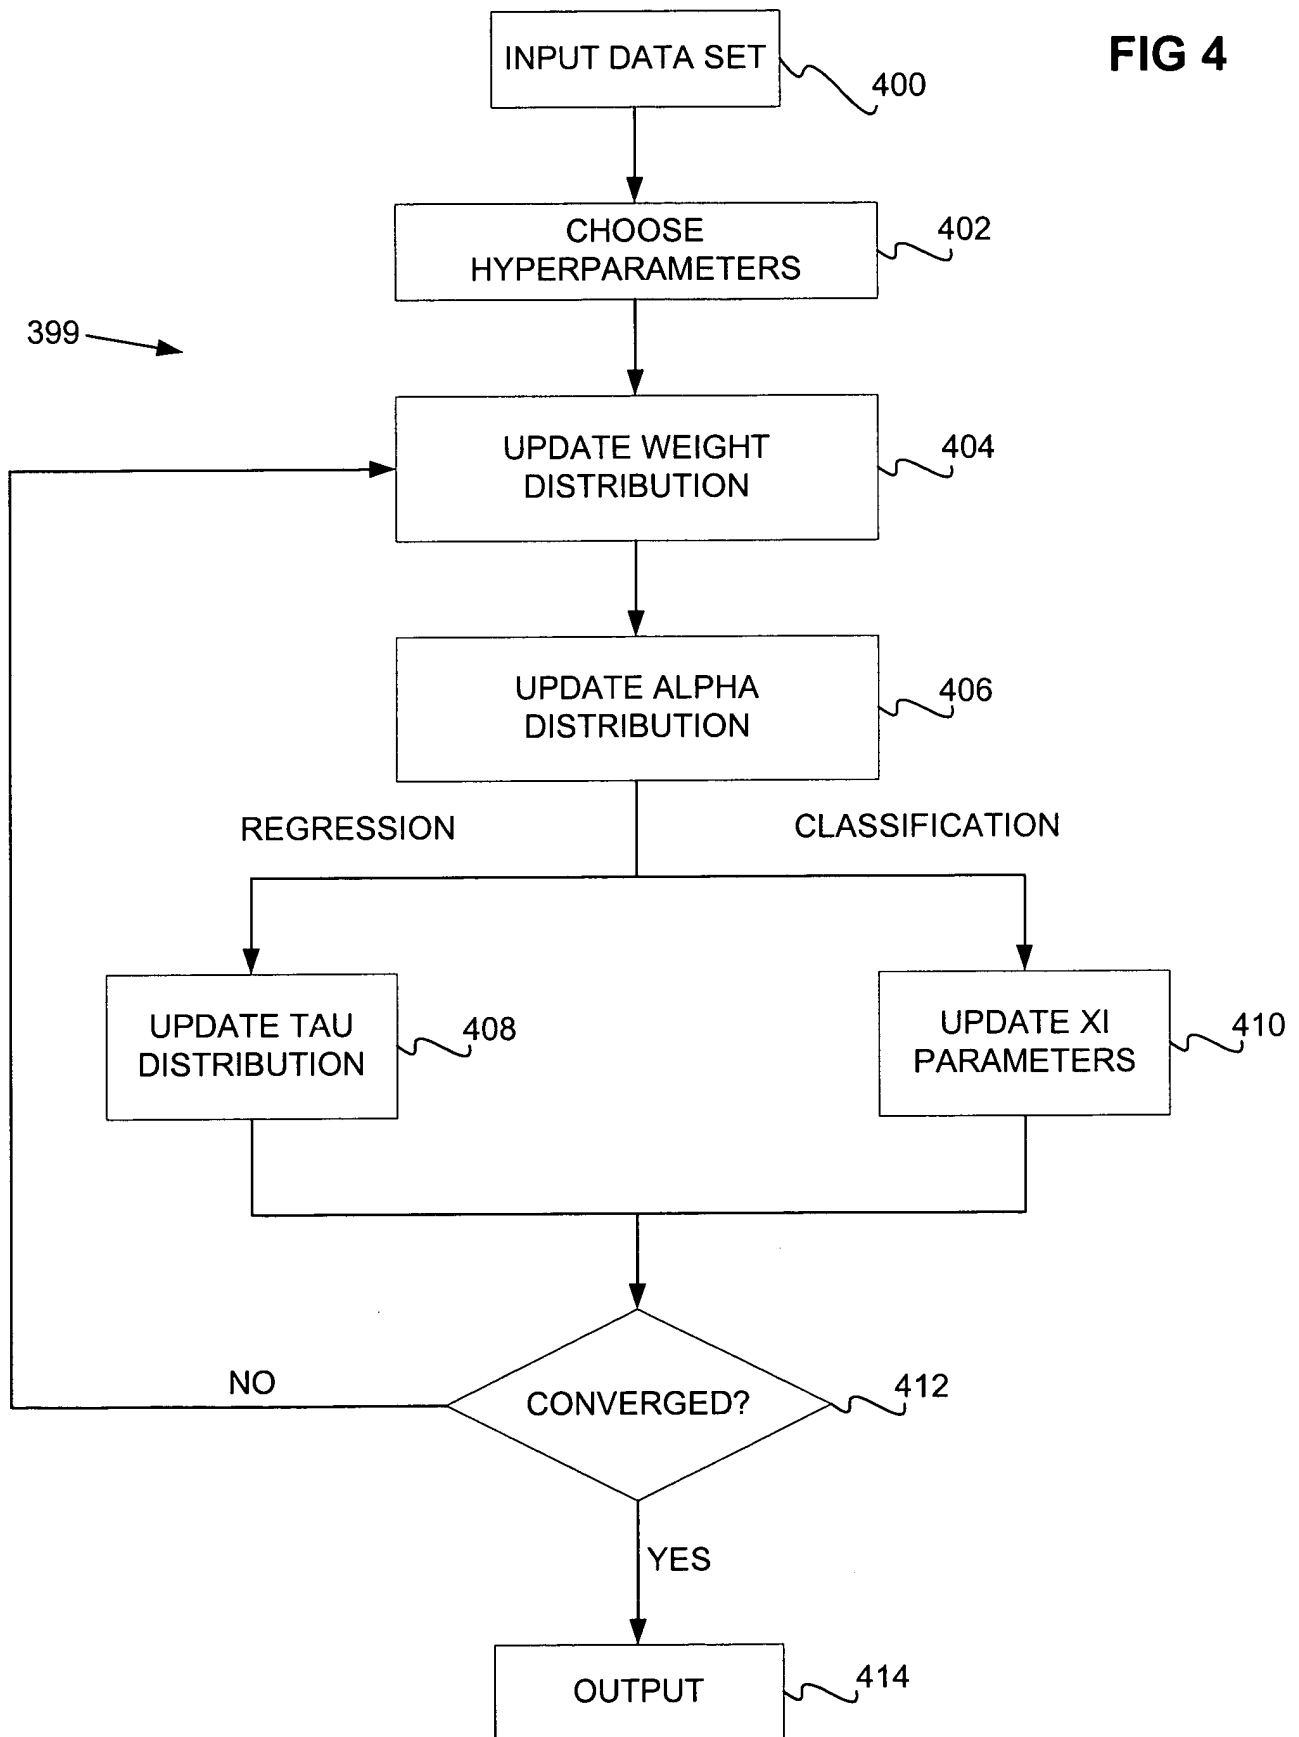 FIG 4
INPUT DATA SET
400
CHOOSE
HYPERPARAMETERS
402
399
UPDATE WEIGHT
DISTRIBUTION
404
UPDATE ALPHA
DISTRIBUTION
406
REGRESSION
CLASSIFICATION
UPDATE TAU
DISTRIBUTION
408
UPDATE XI
PARAMETERS
410
CONVERGED?
412
NO
YES
OUTPUT
414